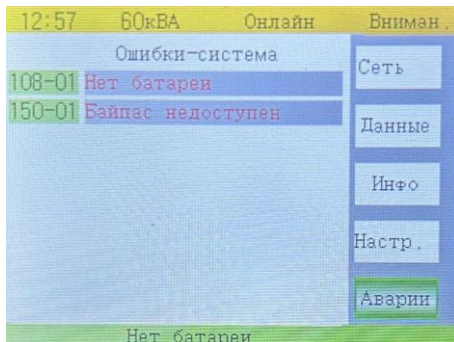 12:57 60кВА Онлайн Вниман.
Ошибки-система
108-01 Нет батареи
150-01 Байпас недоступен
Сеть
Данные
Инфо
Настр.
Аварии
Нет батареи